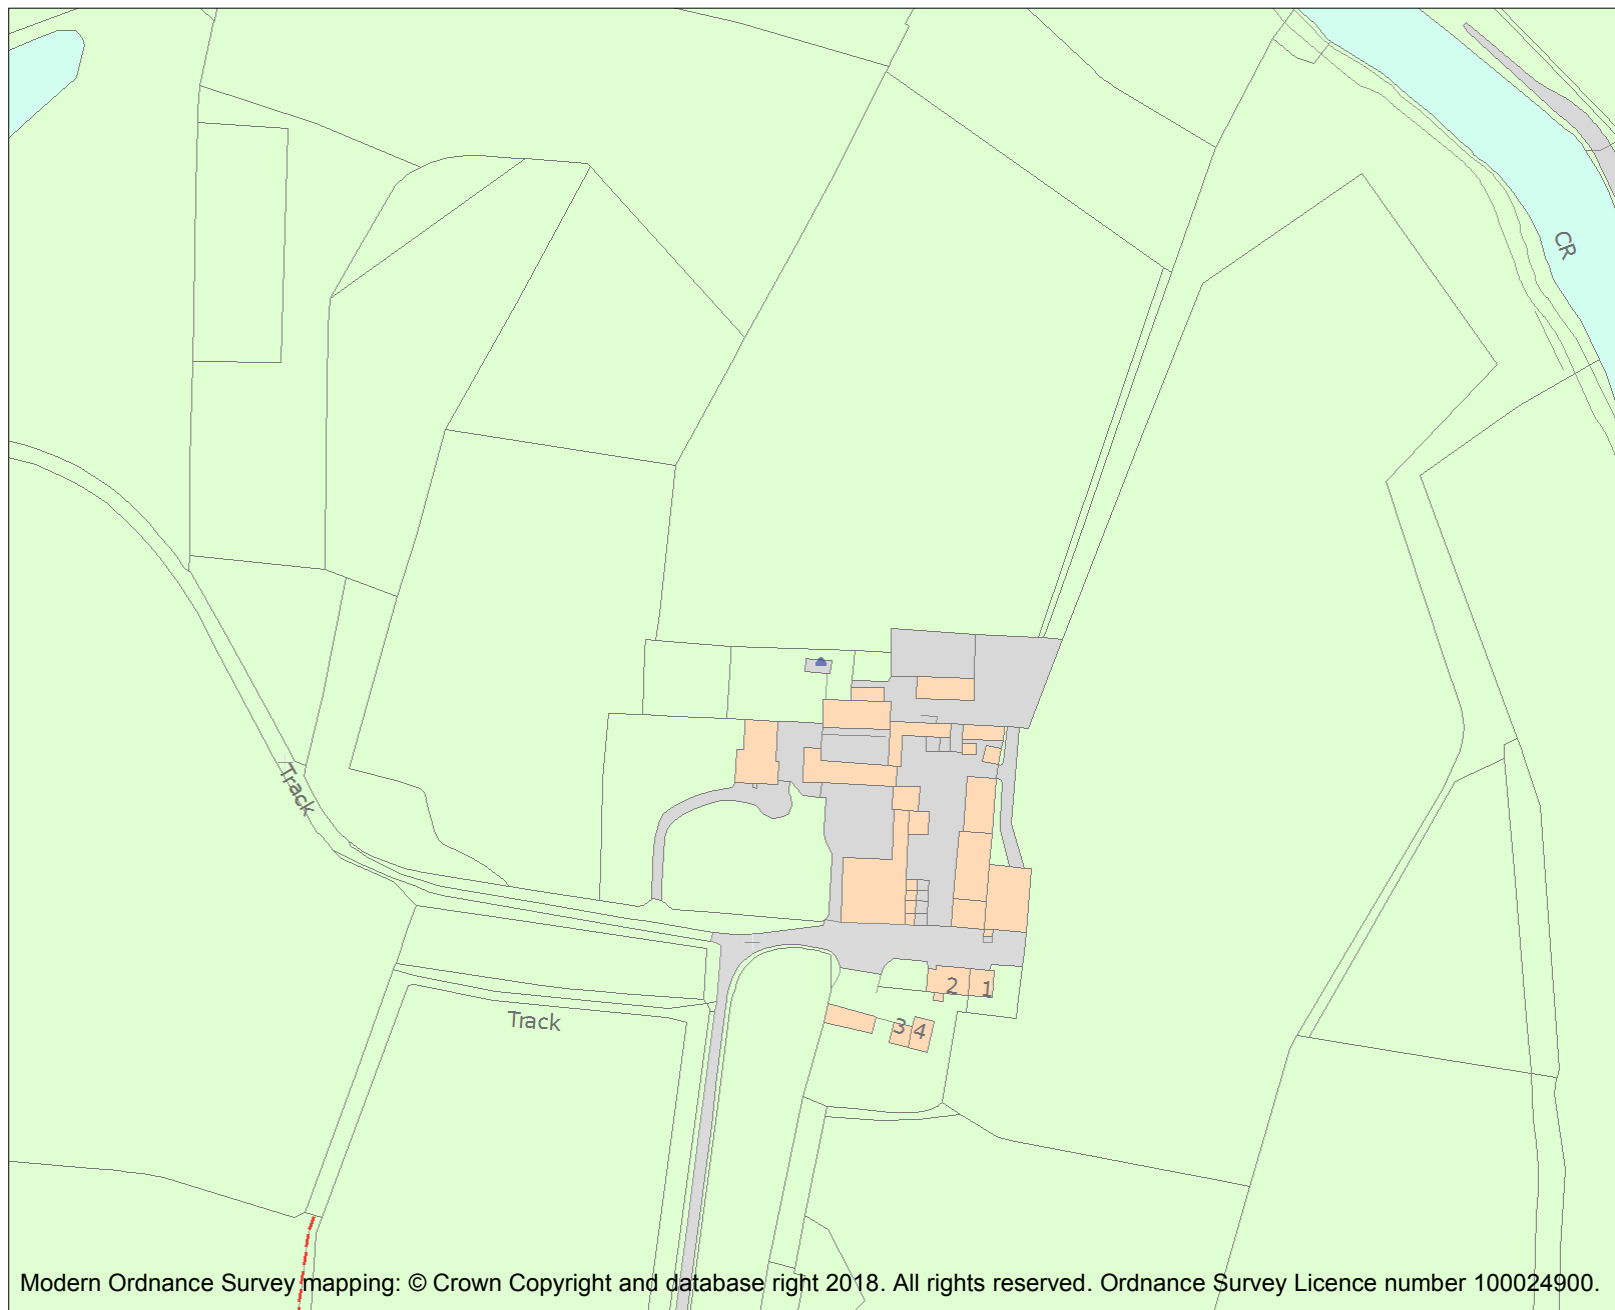 CR
Track
2
1
3
4
Track
Modern Ordnance Survey mapping: © Crown Copyright and database right 2018. All rights reserved. Ordnance Survey Licence number 100024900.